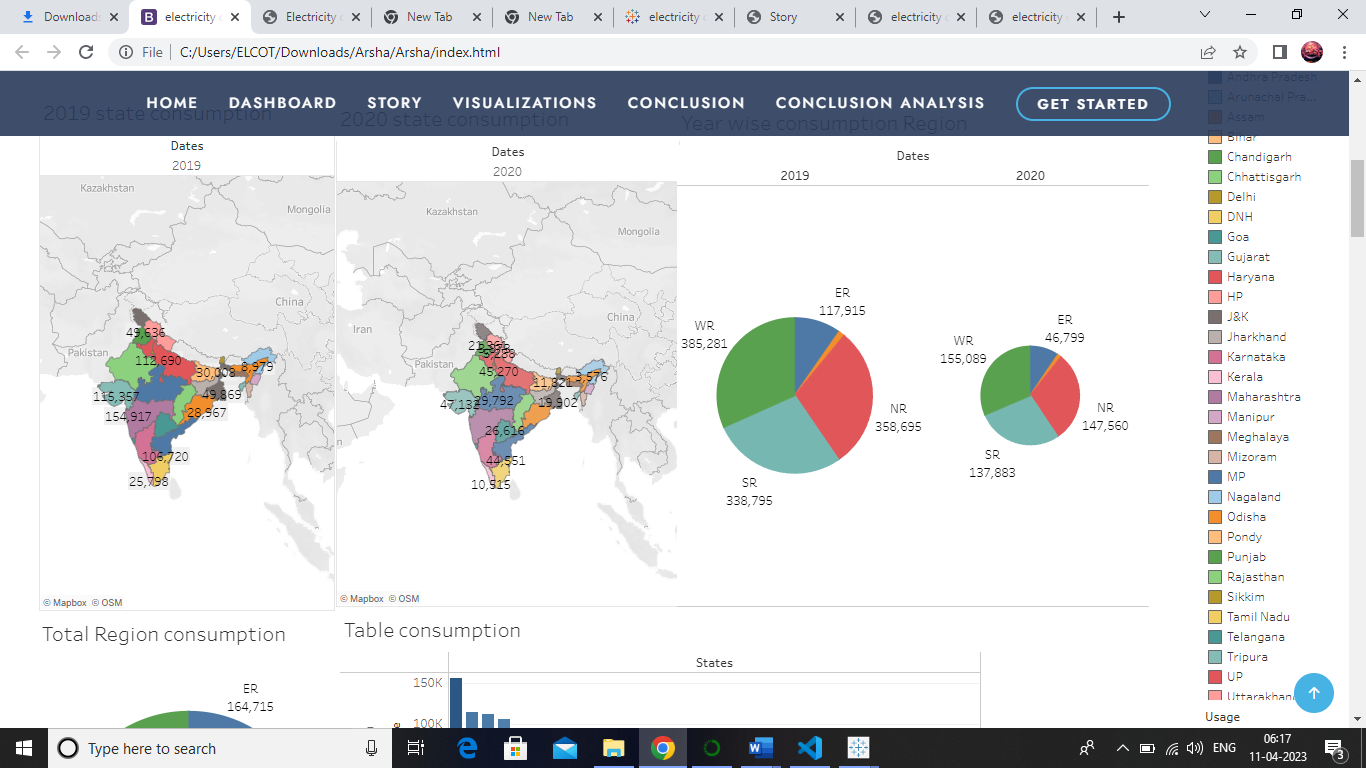 Downloads
electricity c
Electricity c
New Tab
New Tab
electricity c
Story
electricity c
electricity c
File
C:/Users/ELCOT/Downloads/Arsha/Arsha/index.html
HOME
DASHBOARD
STORY
VISUALIZATIONS
CONCLUSION
CONCLUSION ANALYSIS
GET STARTED
2019 state consumption
Dates
2019
Kazakhstan
Mongolia
China
Pakistan
49,636
112,690
30,008
8,979
115,357
49,869
154,917
28,967
106,720
25,798
© Mapbox © OSM
2020 state consumption
Dates
2020
Kazakhstan
Mongolia
China
Iran
Pakistan
45,270
11,821
3,576
47,132
29,792
19,202
26,616
44,551
10,515
© Mapbox © OSM
Year wise consumption Region
Dates
2019
2020
ER
117,915
WR
385,281
NR
358,695
SR
338,795
ER
46,799
WR
155,089
NR
147,560
SR
137,883
Andhra Pradesh
Arunachal Pra...
Assam
Bihar
Chandigarh
Chhattisgarh
Delhi
DNH
Goa
Gujarat
Haryana
HP
J&K
Jharkhand
Karnataka
Kerala
Maharashtra
Manipur
Meghalaya
Mizoram
MP
Nagaland
Odisha
Pondy
Punjab
Rajasthan
Sikkim
Tamil Nadu
Telangana
Tripura
UP
Uttarakhand
Usage
Total Region consumption
ER
164,715
Table consumption
States
150K
100K
Type here to search
ENG
06:17
11-04-2023
3